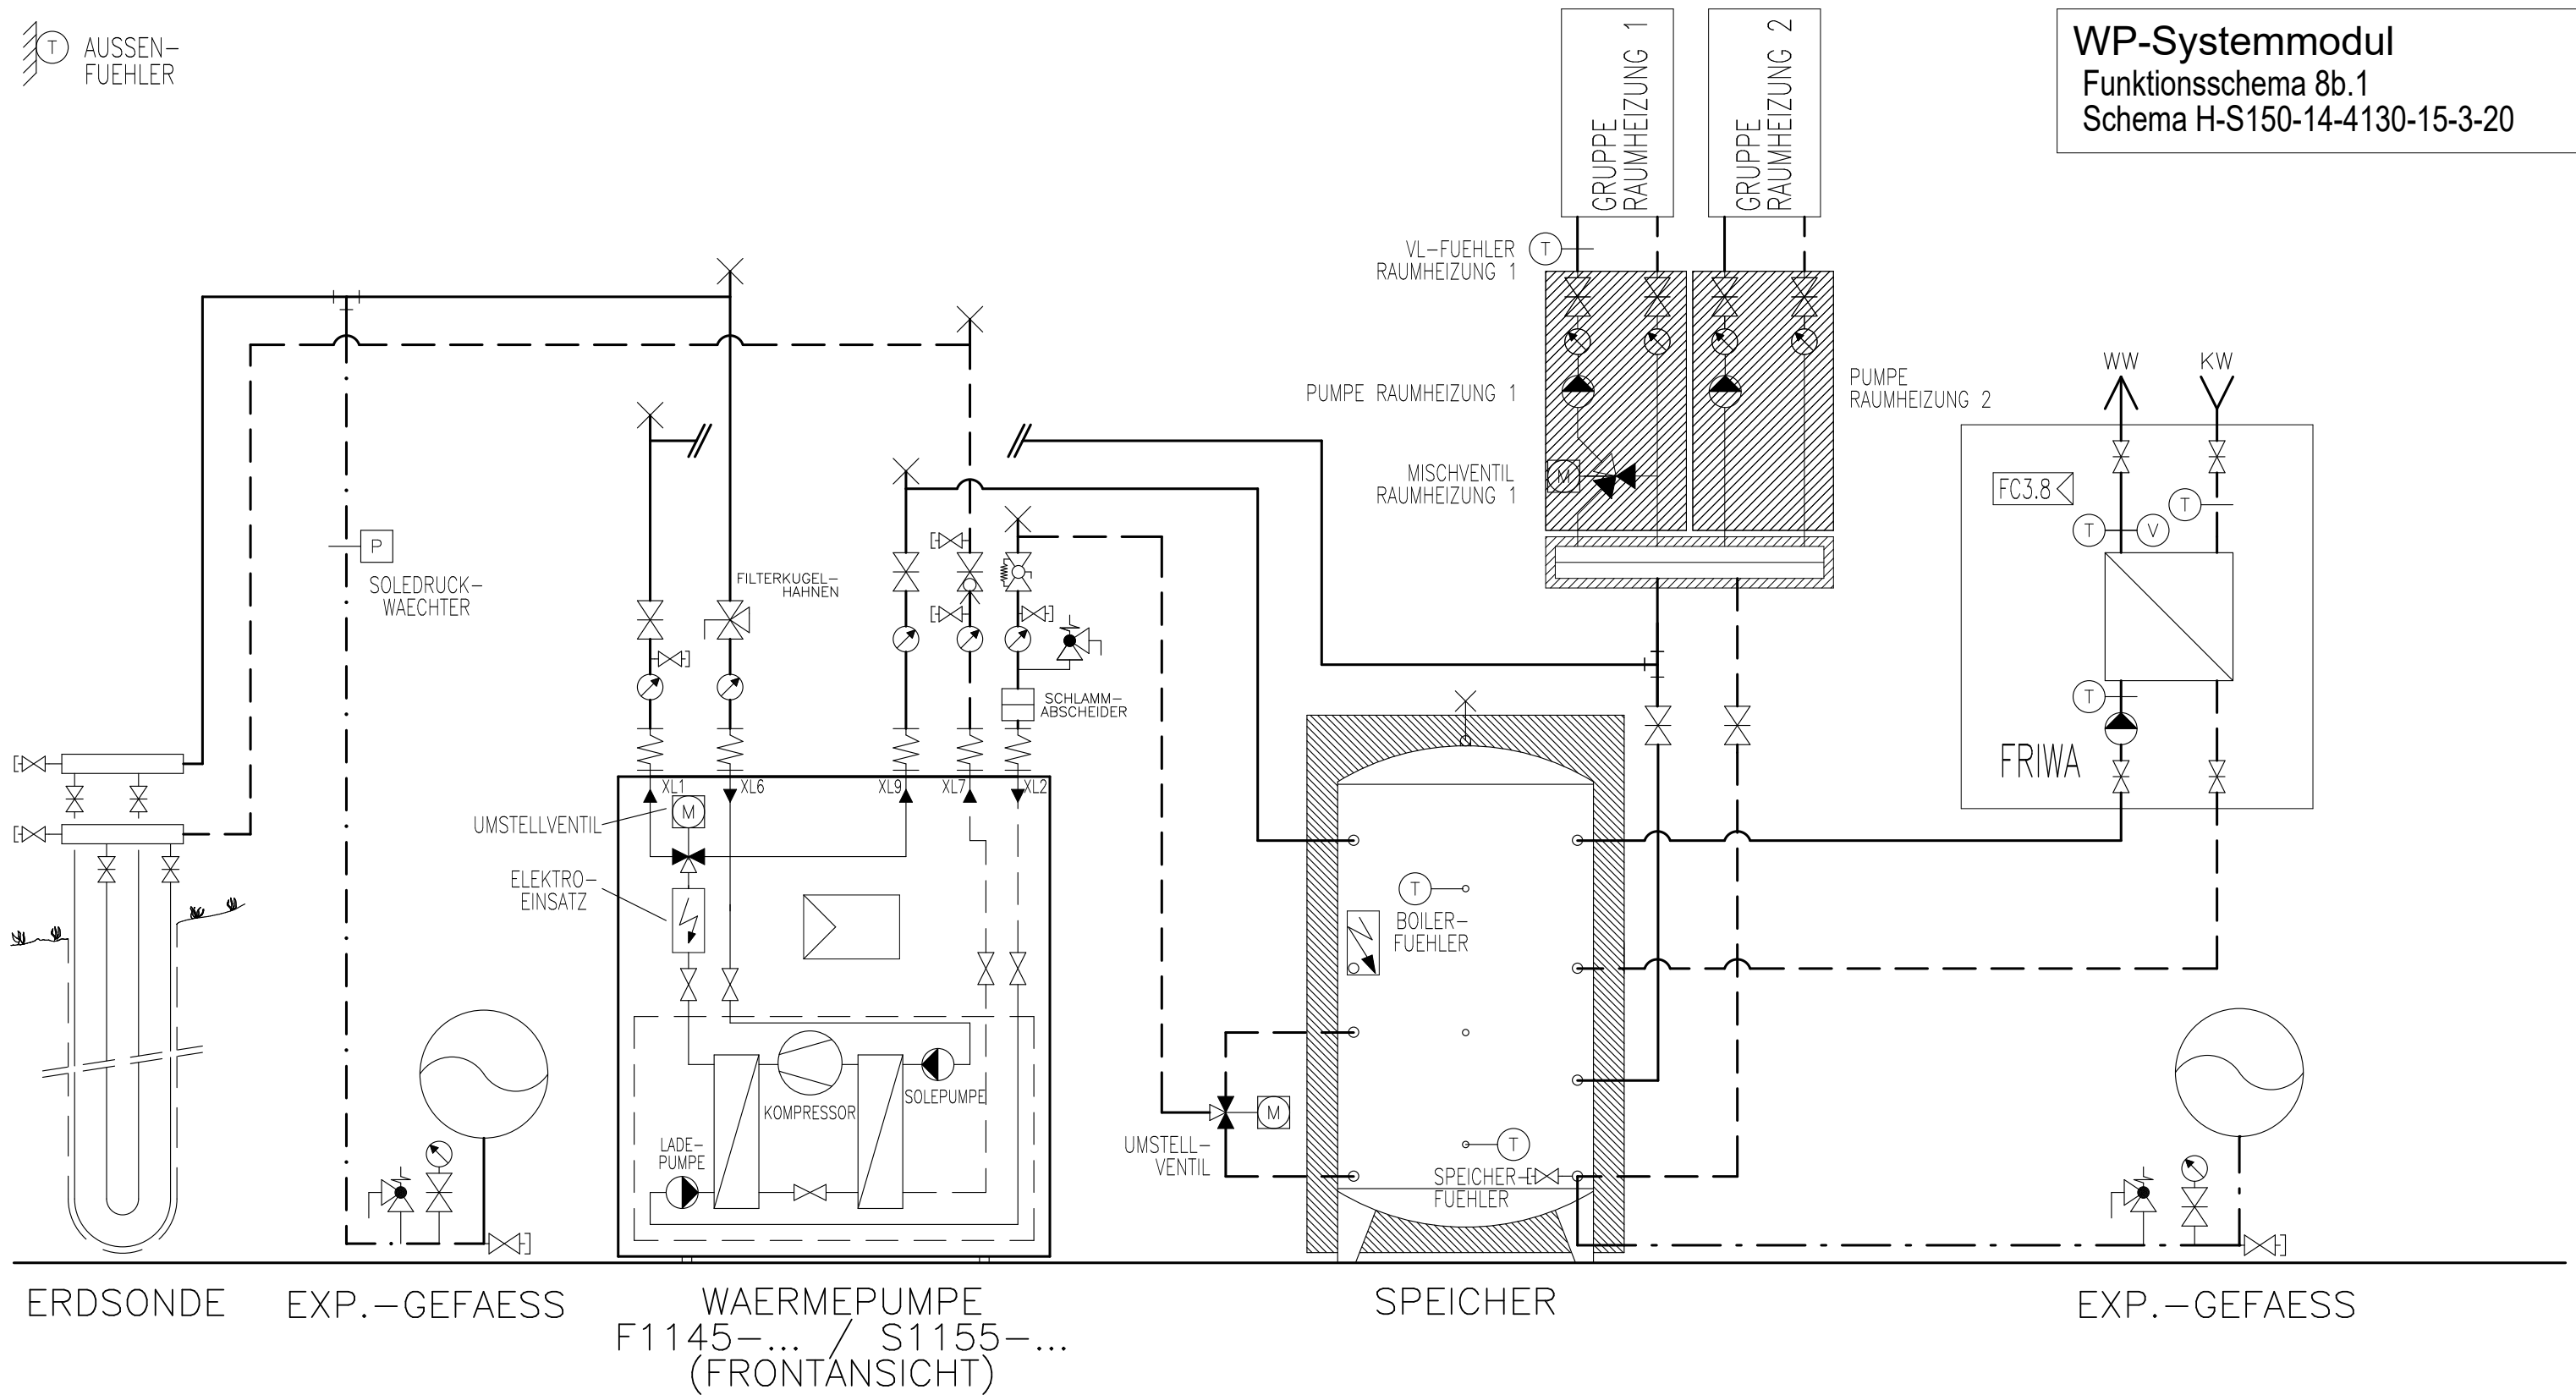 AUSSEN-
FUEHLER
WP-Systemmodul
Funktionsschema 8b.1
Schema H-S150-14-4130-15-3-20
GRUPPE
RAUMHEIZUNG 1
GRUPPE
RAUMHEIZUNG 2
T
VL-FUEHLER
RAUMHEIZUNG 1
T
PUMPE RAUMHEIZUNG 1
PUMPE
RAUMHEIZUNG 2
MISCHVENTIL
RAUMHEIZUNG 1
M
WW
KW
FC3.8
T
T
V
T
FRIWA
P
SOLEDRUCK-
WAECHTER
FILTERKUGEL-
HAHNEN
SCHLAMM-
ABSCHEIDER
XL1
XL6
XL9
XL7
XL2
UMSTELLVENTIL
M
ELEKTRO-
EINSATZ
KOMPRESSOR
SOLEPUMPE
LADE-
PUMPE
T
BOILER-
FUEHLER
M
UMSTELL-
VENTIL
T
SPEICHER-
FUEHLER
ERDSONDE
EXP.-GEFAESS
WAERMEPUMPE
F1145-... / S1155-...
(FRONTANSICHT)
SPEICHER
EXP.-GEFAESS